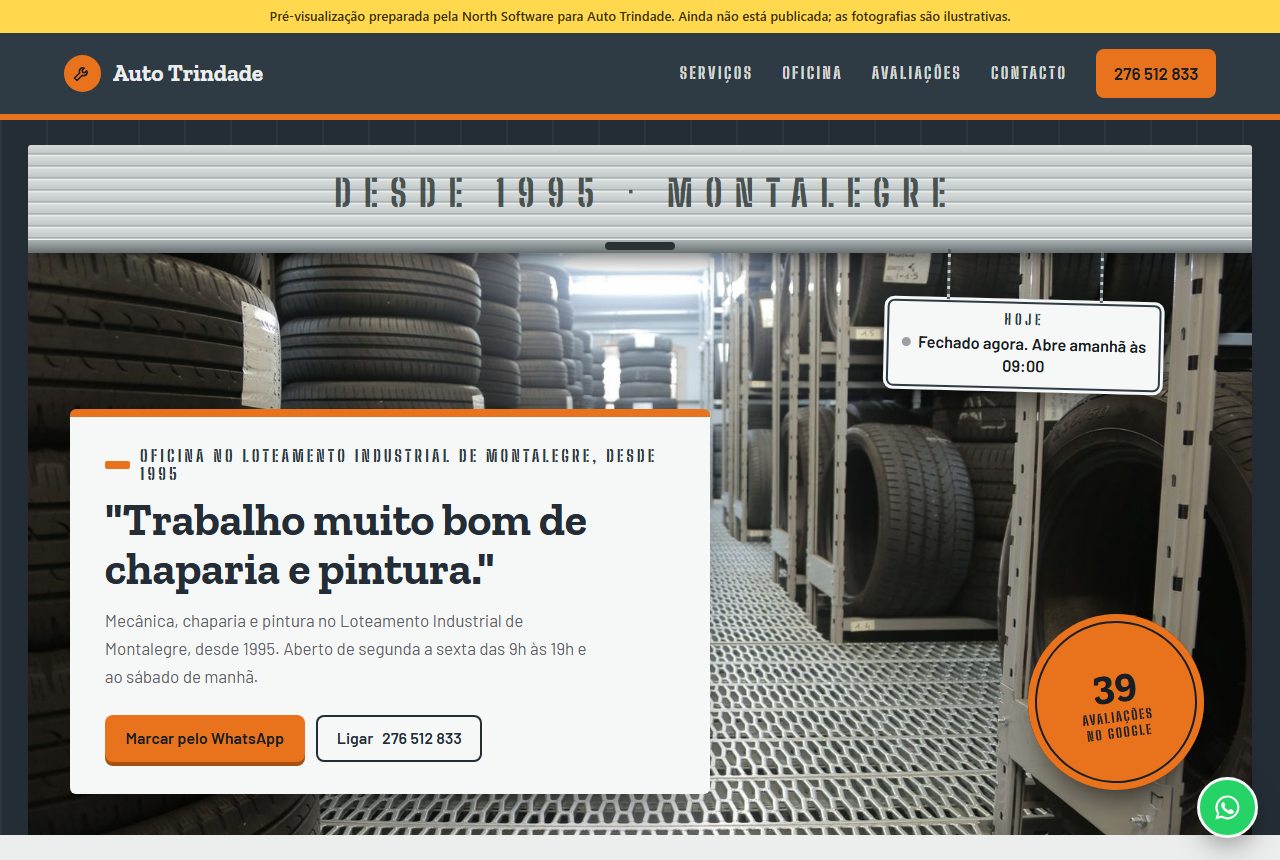 Pré-visualização preparada pela North Software para Auto Trindade. Ainda não está publicada; as fotografias são ilustrativas.
Auto Trindade
SERVIÇOS
OFICINA
AVALIAÇÕES
CONTACTO
276 512 833
DESDE 1995 · MONTALEGRE
HOJE
Fechado agora. Abre amanhã às
09:00
OFICINA NO LOTEAMENTO INDUSTRIAL DE MONTALEGRE, DESDE
1995
"Trabalho muito bom de
chaparia e pintura."
Mecânica, chaparia e pintura no Loteamento Industrial de
Montalegre, desde 1995. Aberto de segunda a sexta das 9h às 19h e
ao sábado de manhã.
Marcar pelo WhatsApp
Ligar 276 512 833
39
AVALIAÇÕES
NO GOOGLE